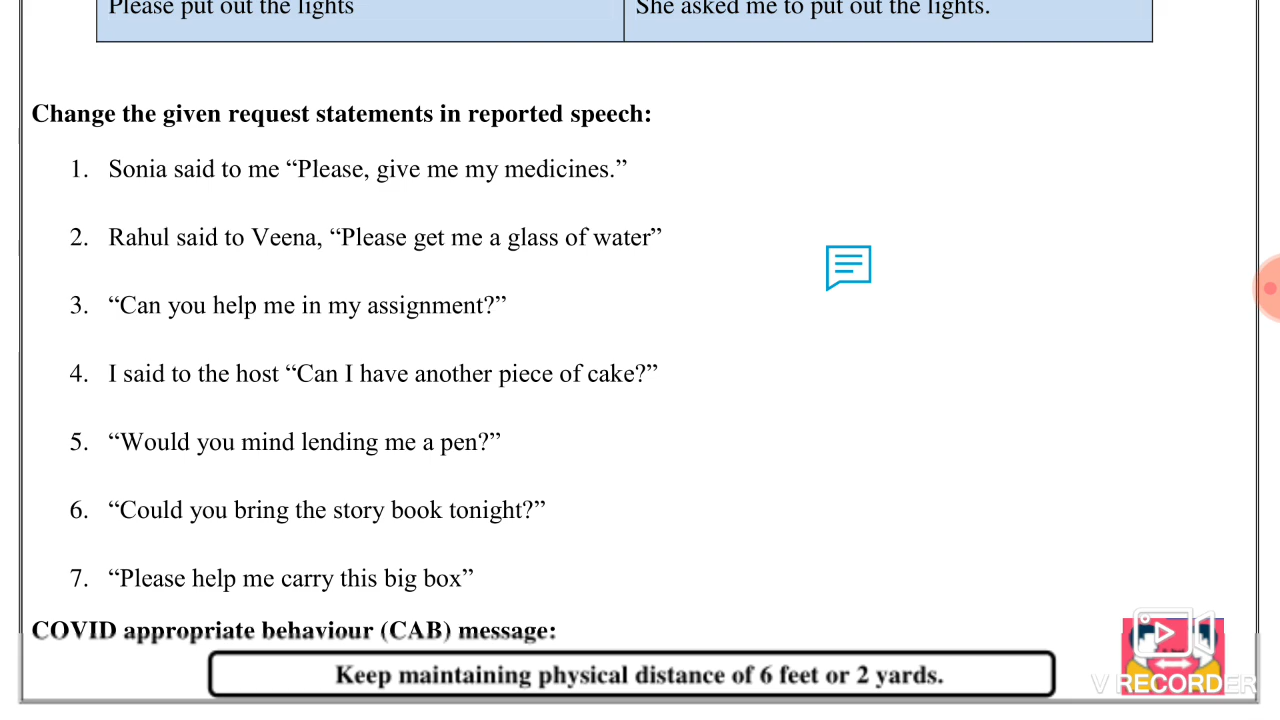 Please put out the lights
She asked me to put out the lights.
Change the given request statements in reported speech:
1. Sonia said to me “Please, give me my medicines.”
2. Rahul said to Veena, “Please get me a glass of water”
3. “Can you help me in my assignment?”
4. I said to the host “Can I have another piece of cake?”
5. “Would you mind lending me a pen?”
6. “Could you bring the story book tonight?”
7. “Please help me carry this big box”
COVID appropriate behaviour (CAB) message:
Keep maintaining physical distance of 6 feet or 2 yards.
V RECORDER